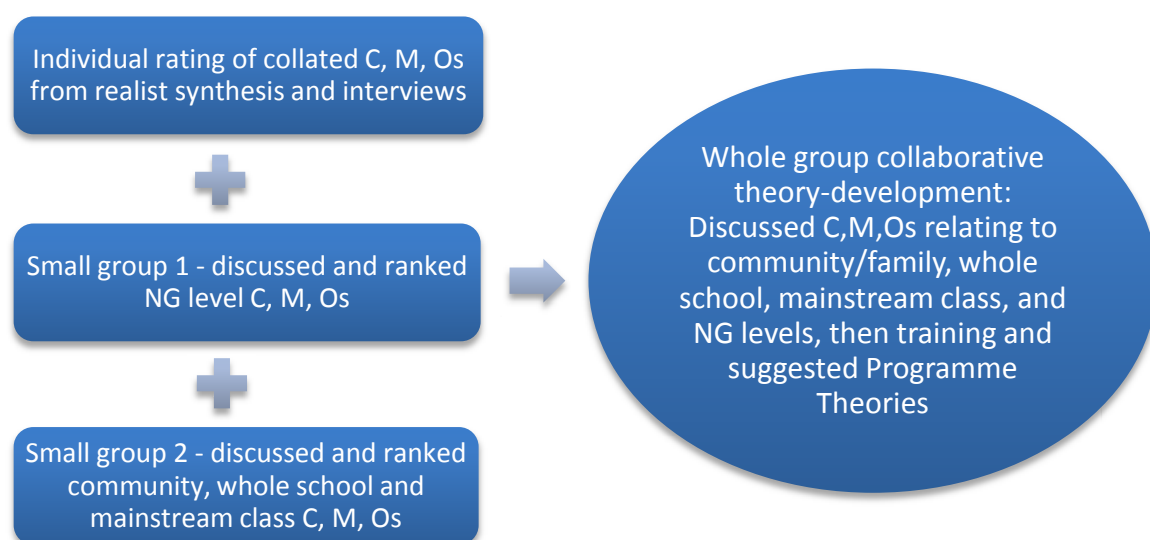 Individual rating of collated C, M, Os
from realist synthesis and interviews
Small group 1 - discussed and ranked
NG level C, M, Os
Small group 2 - discussed and ranked
community, whole school and
mainstream class C, M, Os
Whole group collaborative
theory-development:
Discussed C,M,Os relating to
community/family, whole
school, mainstream class, and
NG levels, then training and
suggested Programme
Theories